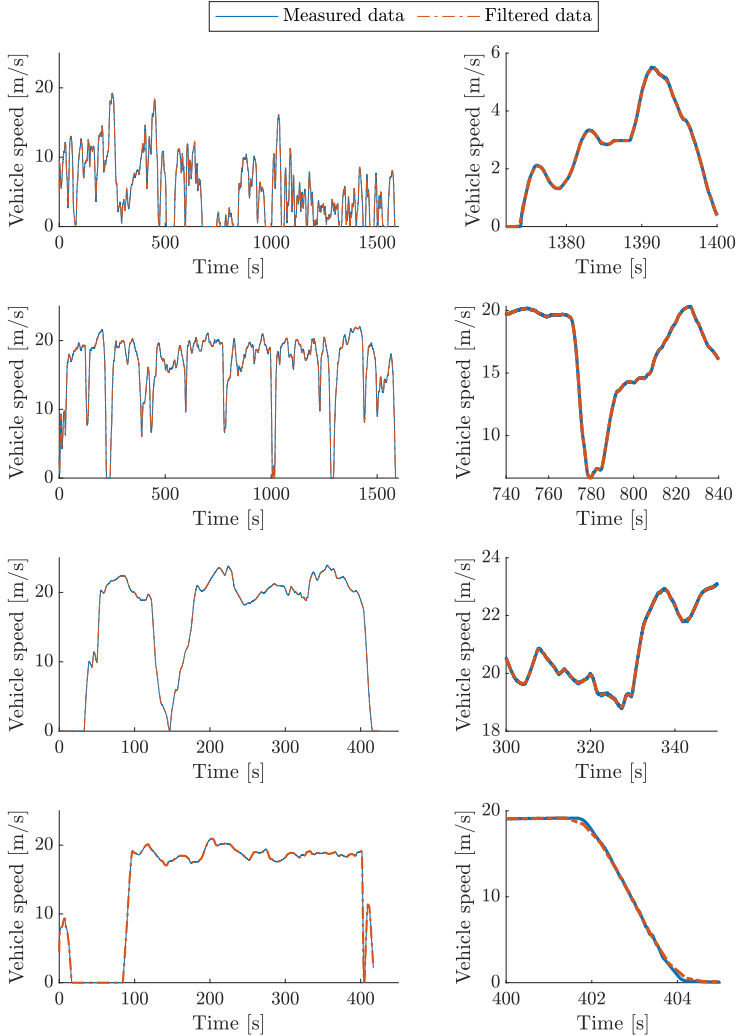 Measured data Filtered data
Vehicle speed [m/s]
20
10
0
0 500 1000 1500
Time [s]
Vehicle speed [m/s]
6
4
2
0
1380 1390 1400
Time [s]
Vehicle speed [m/s]
20
10
0
0 500 1000 1500
Time [s]
Vehicle speed [m/s]
20
15
10
740 760 780 800 820 840
Time [s]
Vehicle speed [m/s]
20
10
0
0 100 200 300 400
Time [s]
Vehicle speed [m/s]
24
22
20
18
300 320 340
Time [s]
Vehicle speed [m/s]
20
10
0
0 100 200 300 400
Time [s]
Vehicle speed [m/s]
20
10
0
400 402 404
Time [s]